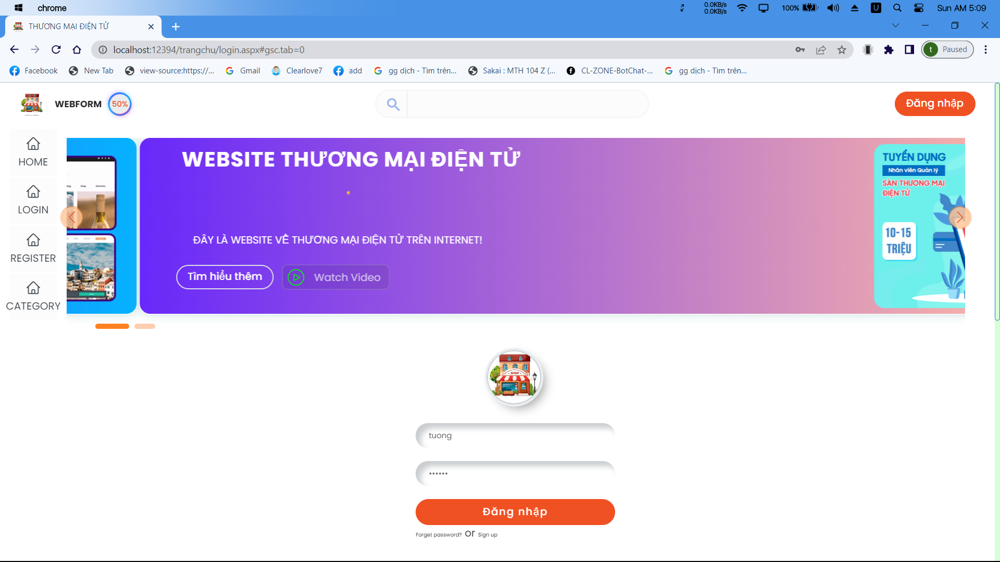 chrome
0.0KB/s
0.0KB/s
100%
U
Sun AM 5:09
THƯƠNG MẠI ĐIỆN TỬ
localhost:12394/trangchu/login.aspx#gsc.tab=0
t Paused
Facebook New Tab view-source:https://... Gmail Clearlove7 add gg dịch - Tìm trên... Sakai : MTH 104 Z (... CL-ZONE-BotChat-... gg dịch - Tìm trên...
WEBFORM 50%
Đăng nhập
HOME
LOGIN
REGISTER
CATEGORY
WEBSITE THƯƠNG MẠI ĐIỆN TỬ
ĐÂY LÀ WEBSITE VỀ THƯƠNG MẠI ĐIỆN TỬ TRÊN INTERNET!
Tìm hiểu thêm
Watch Video
TUYỂN DỤNG
Nhân viên Quản lý
SÀN THƯƠNG MẠI
ĐIỆN TỬ
10-15
TRIỆU
SHOP
tuong
••••••
Đăng nhập
Forget password? or Sign up